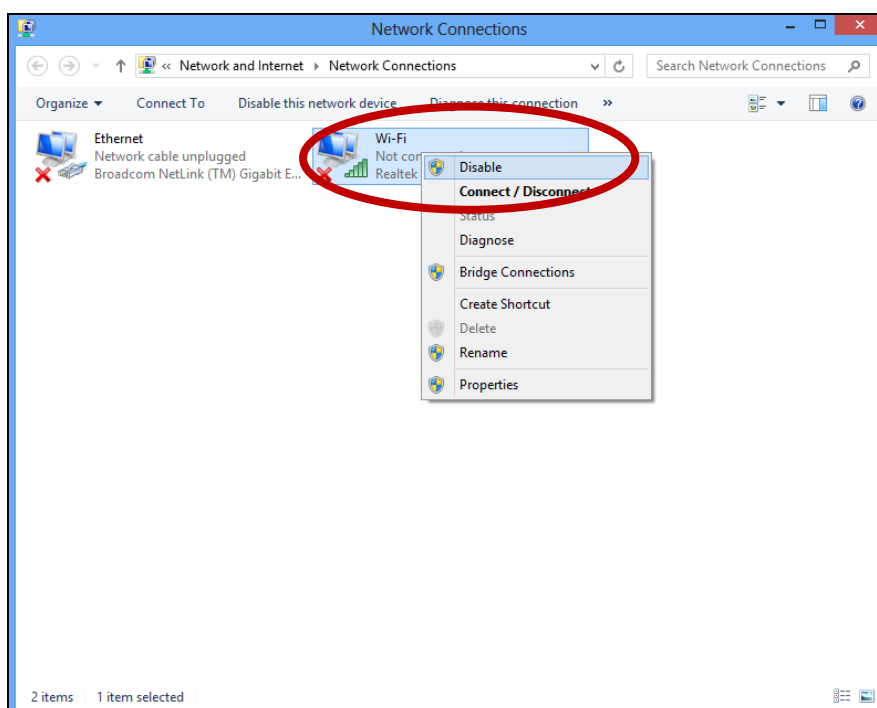 Network Connections
« Network and Internet Network Connections
Search Network Connections
Organize Connect To Disable this network device Diagnose this connection »
Ethernet
Network cable unplugged
Broadcom NetLink (TM) Gigabit E...
Wi-Fi
Not
Realtek
Disable
Connect / Disconnect
Status
Diagnose
Bridge Connections
Create Shortcut
Delete
Rename
Properties
2 items 1 item selected